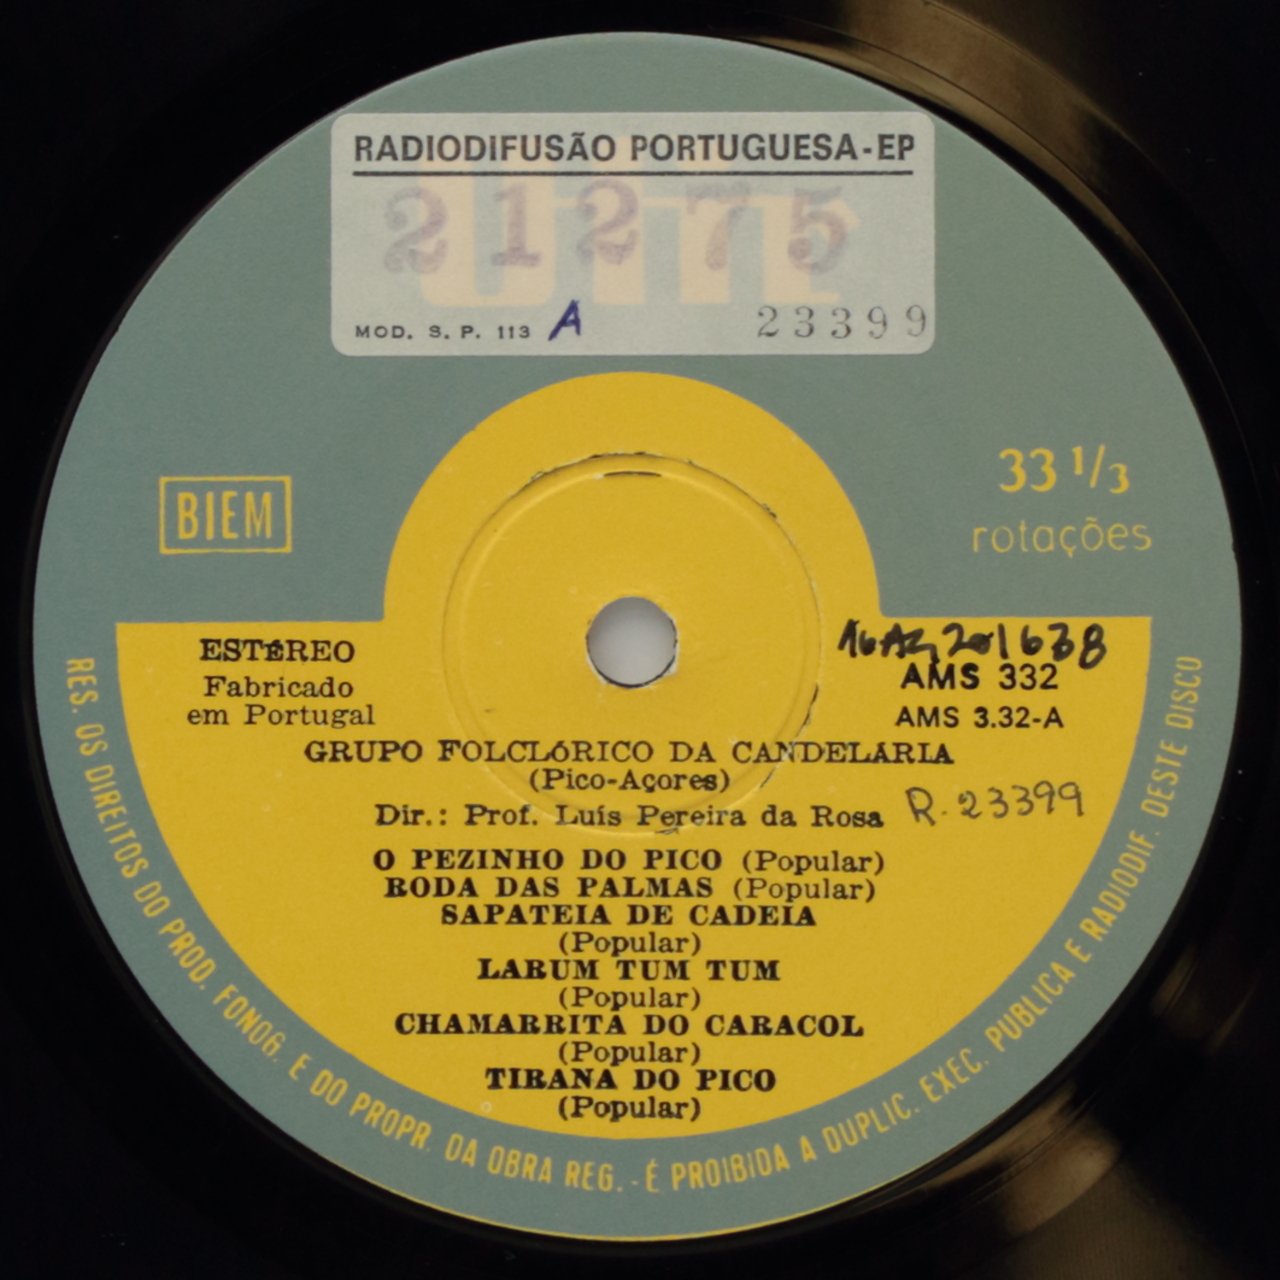 RADIODIFUSÃO PORTUGUESA-EP
21275
MOD. S. P. 113 A 23399
BIEM
33 1/3
rotações
ESTÉREO
Fabricado
em Portugal
AMS 332
AMS 3.32-A
GRUPO FOLCLÓRICO DA CANDELÁRIA
(Pico-Açores)
Dir.: Prof. Luís Pereira da Rosa
R. 23399
O PEZINHO DO PICO (Popular)
RODA DAS PALMAS (Popular)
SAPATEIA DE CADEIA
(Popular)
LARUM TUM TUM
(Popular)
CHAMARRITA DO CARACOL
(Popular)
TIRANA DO PICO
(Popular)
RES. OS DIREITOS DO PROD. FONOG. E DO PROPR. DA OBRA REG. - É PROIBIDA A DUPLIC. EXEC. PUBLICA E RADIODIF. DESTE DISCO